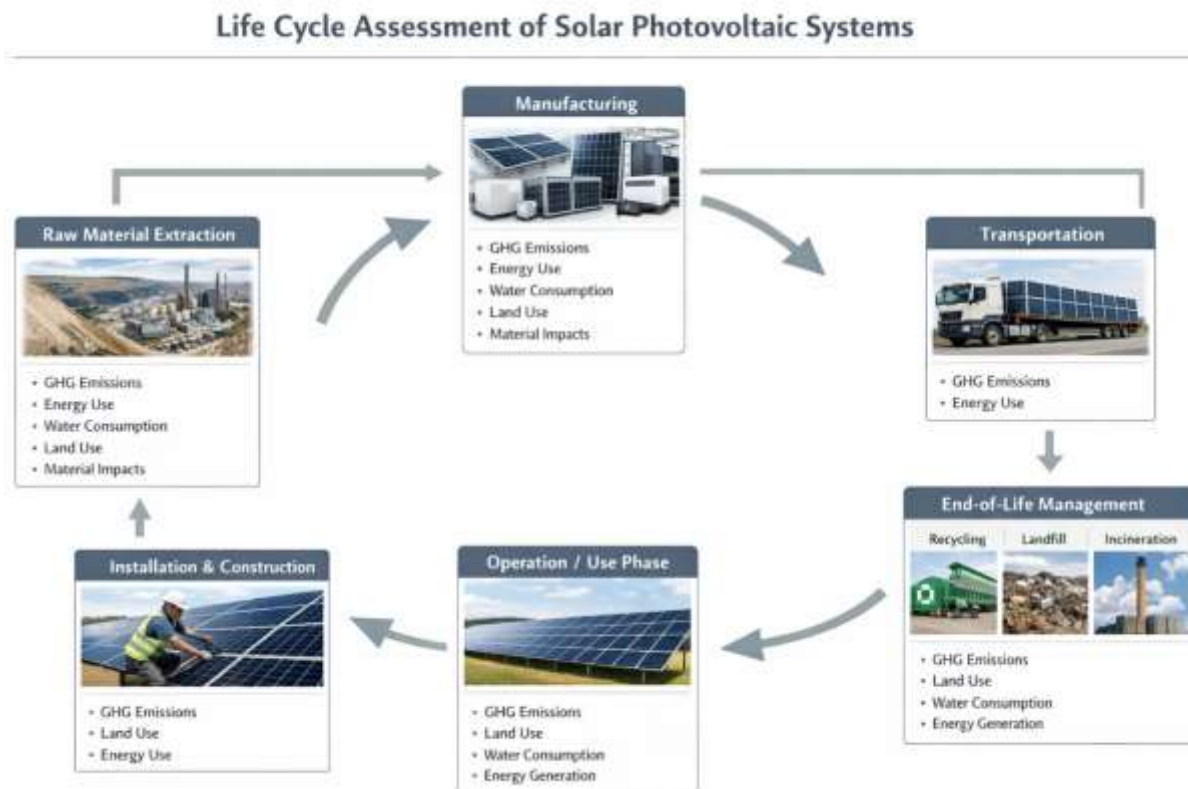 Life Cycle Assessment of Solar Photovoltaic Systems
Manufacturing
• GHG Emissions
• Energy Use
• Water Consumption
• Land Use
• Material Impacts
Raw Material Extraction
• GHG Emissions
• Energy Use
• Water Consumption
• Land Use
• Material Impacts
Transportation
• GHG Emissions
• Energy Use
End-of-Life Management
Recycling
Landfill
Incineration
• GHG Emissions
• Land Use
• Water Consumption
• Energy Generation
Operation / Use Phase
• GHG Emissions
• Land Use
• Water Consumption
• Energy Generation
Installation & Construction
• GHG Emissions
• Land Use
• Energy Use